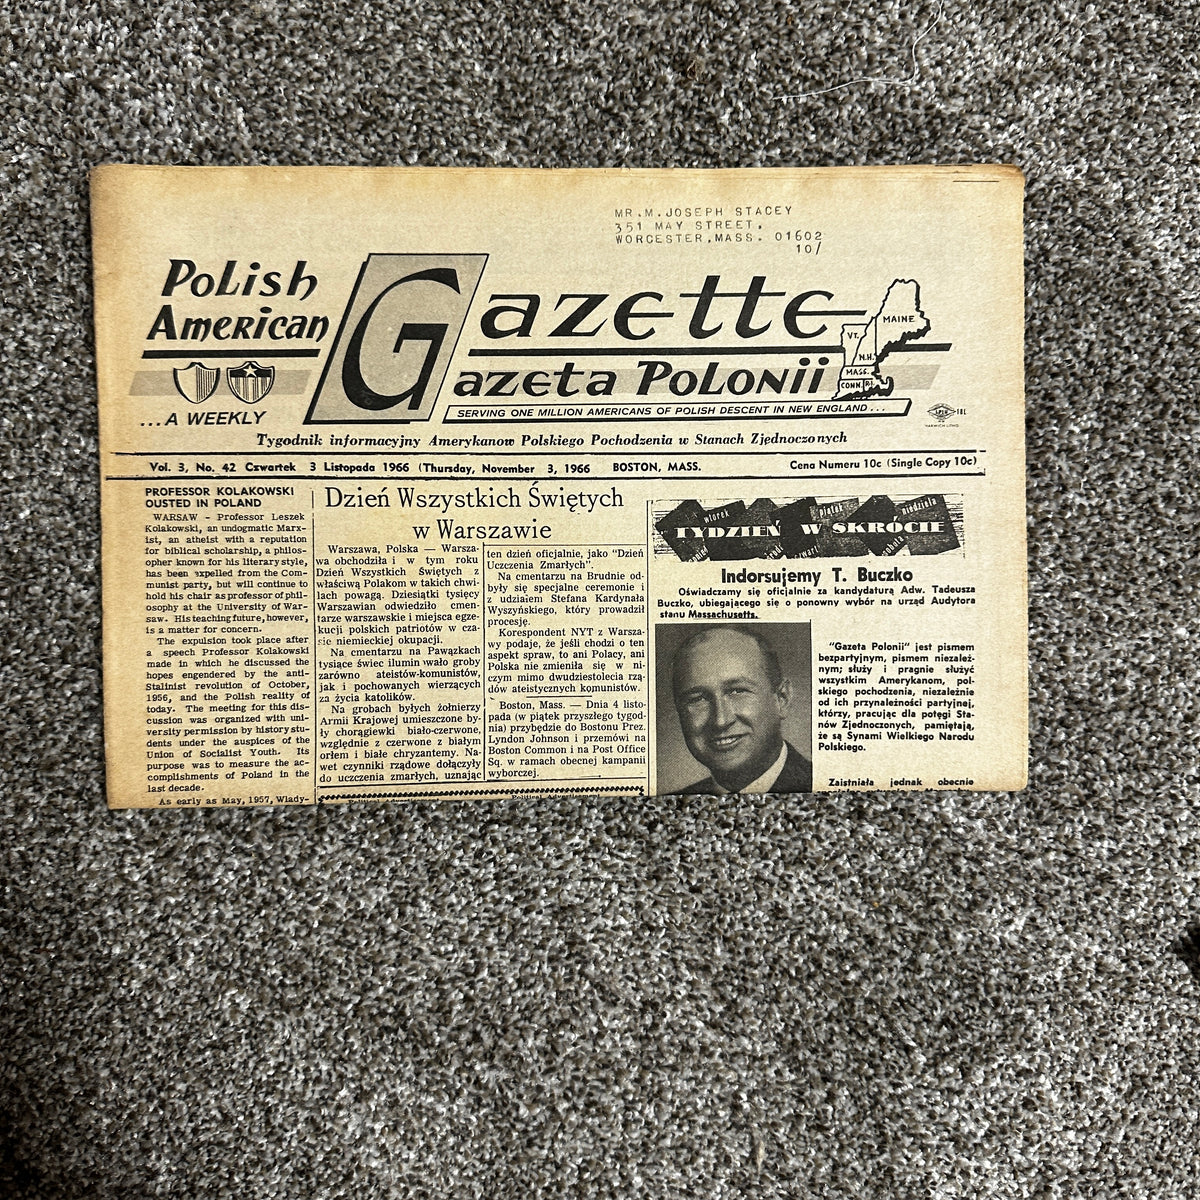 MR.M.JOSEPH STACEY
351 MAY STREET,
WORCESTER,MASS. 01602
10/
Polish
American
Gazette
Gazeta Polonii
...A WEEKLY
SERVING ONE MILLION AMERICANS OF POLISH DESCENT IN NEW ENGLAND...
MAINE
VT.
N.H.
MASS.
CONN.
R.I.
Tygodnik informacyjny Amerykanow Polskiego Pochodzenia w Stanach Zjednoczonych
Vol. 3, No. 42 Czwartek 3 Listopada 1966 (Thursday, November 3, 1966 BOSTON, MASS. Cena Numeru 10c (Single Copy 10c)
PROFESSOR KOLAKOWSKI
OUSTED IN POLAND
WARSAW - Professor Leszek
Kolakowski, an undogmatic Marx-
ist, an atheist with a reputation
for biblical scholarship, a philos-
opher known for his literary style,
has been expelled from the Com-
munist party, but will continue to
hold his chair as professor of phil-
osophy at the University of War-
saw. His teaching future, however,
is a matter for concern.
The expulsion took place after
a speech Professor Kolakowski
made in which he discussed the
hopes engendered by the anti-
Stalinist revolution of October,
1956, and the Polish reality of
today. The meeting for this dis-
cussion was organized with uni-
versity permission by history stu-
dents under the auspices of the
Union of Socialist Youth. Its
purpose was to measure the ac-
complishments of Poland in the
last decade.
As early as May, 1957, Wlady-
Dzień Wszystkich Świętych
w Warszawie
Warszawa, Polska — Warsza-
wa obchodziła i w tym roku
Dzień Wszystkich Świętych z
właściwą Polakom w takich chwi-
lach powagą. Dziesiątki tysięcy
Warszawian odwiedziło cmen-
tarze warszawskie i miejsca egze-
kucji polskich patriotów w cza-
sie niemieckiej okupacji.
Na cmentarzu na Pawązkach
tysiące świec ilumin wało groby
zarówno ateistów-komunistów,
jak i pochowanych wierzących
za życia katolików.
Na grobach byłych żołnierzy
Armii Krajowej umieszczone by-
ły chorągiewki biało-czerwone,
względnie z czerwone z białym
orłem i białe chryzantemy. Na-
wet czynniki rządowe dołączyły
do uczczenia zmarłych, uznając
ten dzień oficjalnie, jako "Dzień
Uczczenia Zmarłych".
Na cmentarzu na Brudnie od-
były się specjalne ceremonie i
z udziałem Stefana Kardynała
Wyszyńskiego, który prowadził
procesję.
Korespondent NYT z Warsza-
wy podaje, że jeśli chodzi o ten
aspekt spraw, to ani Polacy, ani
Polska nie zmieniła się w ni-
czym mimo dwudziestolecia rzą-
dów ateistycznych komunistów.
Boston, Mass. — Dnia 4 listo-
pada (w piątek przyszłego tygod-
nia) przybędzie do Bostonu Prez.
Lyndon Johnson i przemówi na
Boston Common i na Post Office
Sq. w ramach obecnej kampanii
wyborczej.
Political Advertisement
Political Advertisement
wtorek
piątek
niedziela
TYDZIEŃ W SKRÓCIE
Indorsujemy T. Buczko
Oświadczamy się oficjalnie za kandydaturą Adw. Tadeusza
Buczko, ubiegającego się o ponowny wybór na urząd Audytora
stanu Massachusetts.
"Gazeta Polonii" jest pismem
bezpartyjnym, pismem niezależ-
nym; służy i pragnie służyć
wszystkim Amerykanom, pol-
skiego pochodzenia, niezależnie
od ich przynależności partyjnej,
którzy, pracując dla potęgi Sta-
nów Zjednoczonych, pamiętają,
że są Synami Wielkiego Narodu
Polskiego.
Zaistniała jednak obecnie